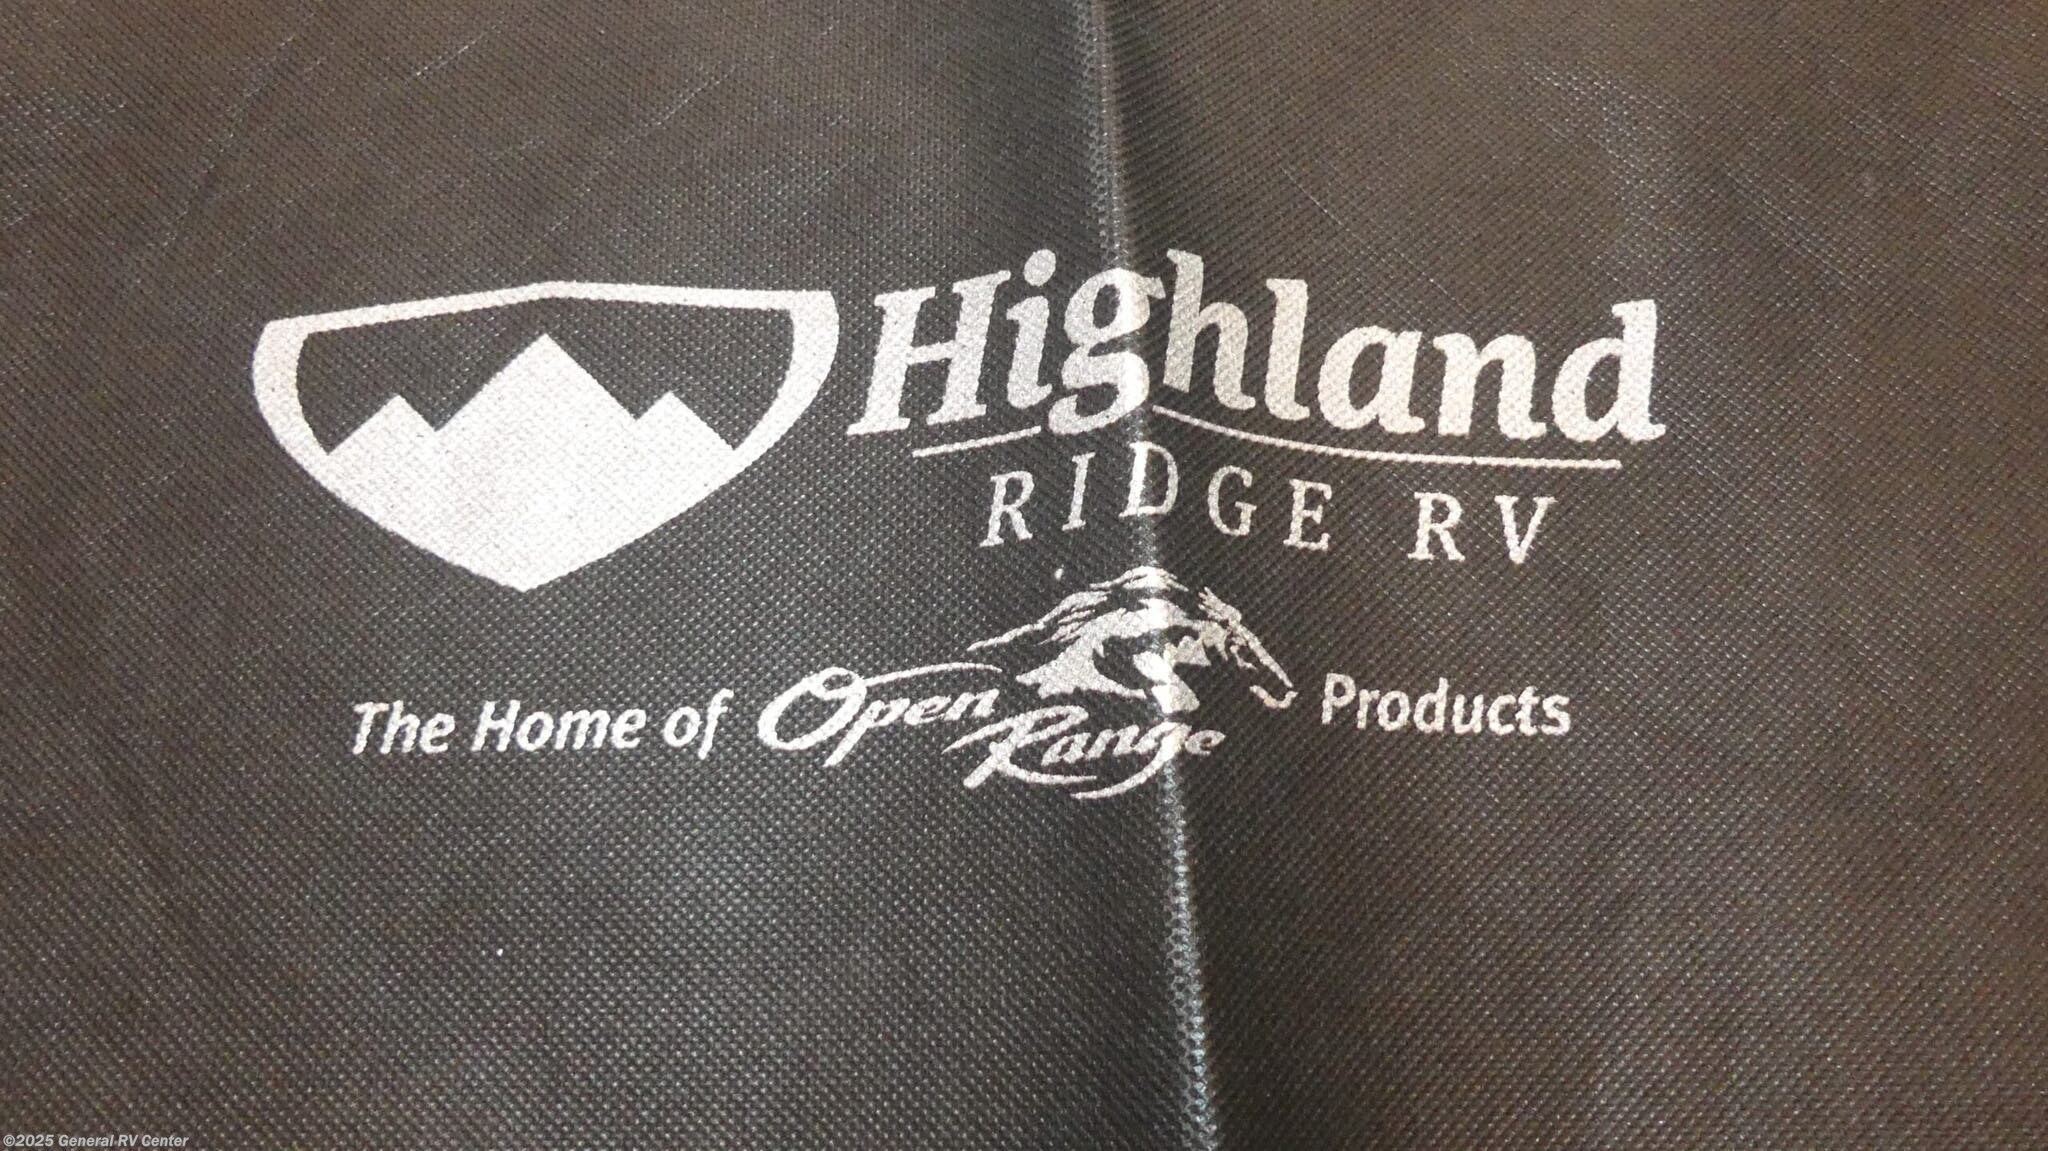 Highland
RIDGE RV
The Home of Open Range Products
©2025 General RV Center